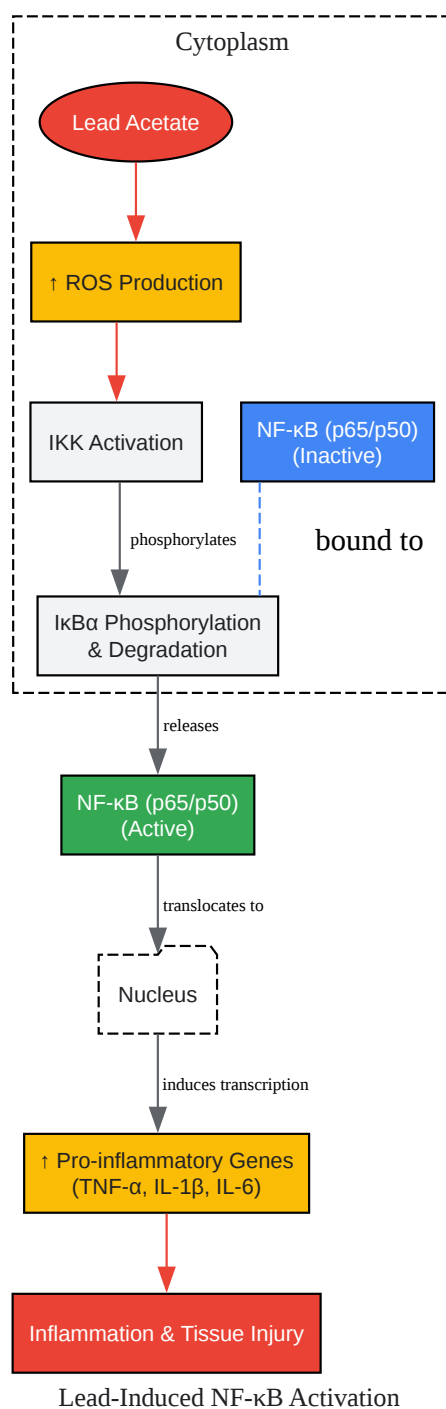 Cytoplasm
Lead Acetate
↑ ROS Production
IKK Activation
NF-κB (p65/p50)
(Inactive)
phosphorylates
bound to
IκBα Phosphorylation
& Degradation
releases
NF-κB (p65/p50)
(Active)
translocates to
Nucleus
induces transcription
↑ Pro-inflammatory Genes
(TNF-α, IL-1β, IL-6)
Inflammation & Tissue Injury
Lead-Induced NF-κB Activation